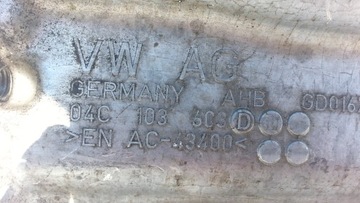 VW AG
GERMANY AHB GD016
04C 103 603 D
>EN AC-43400<